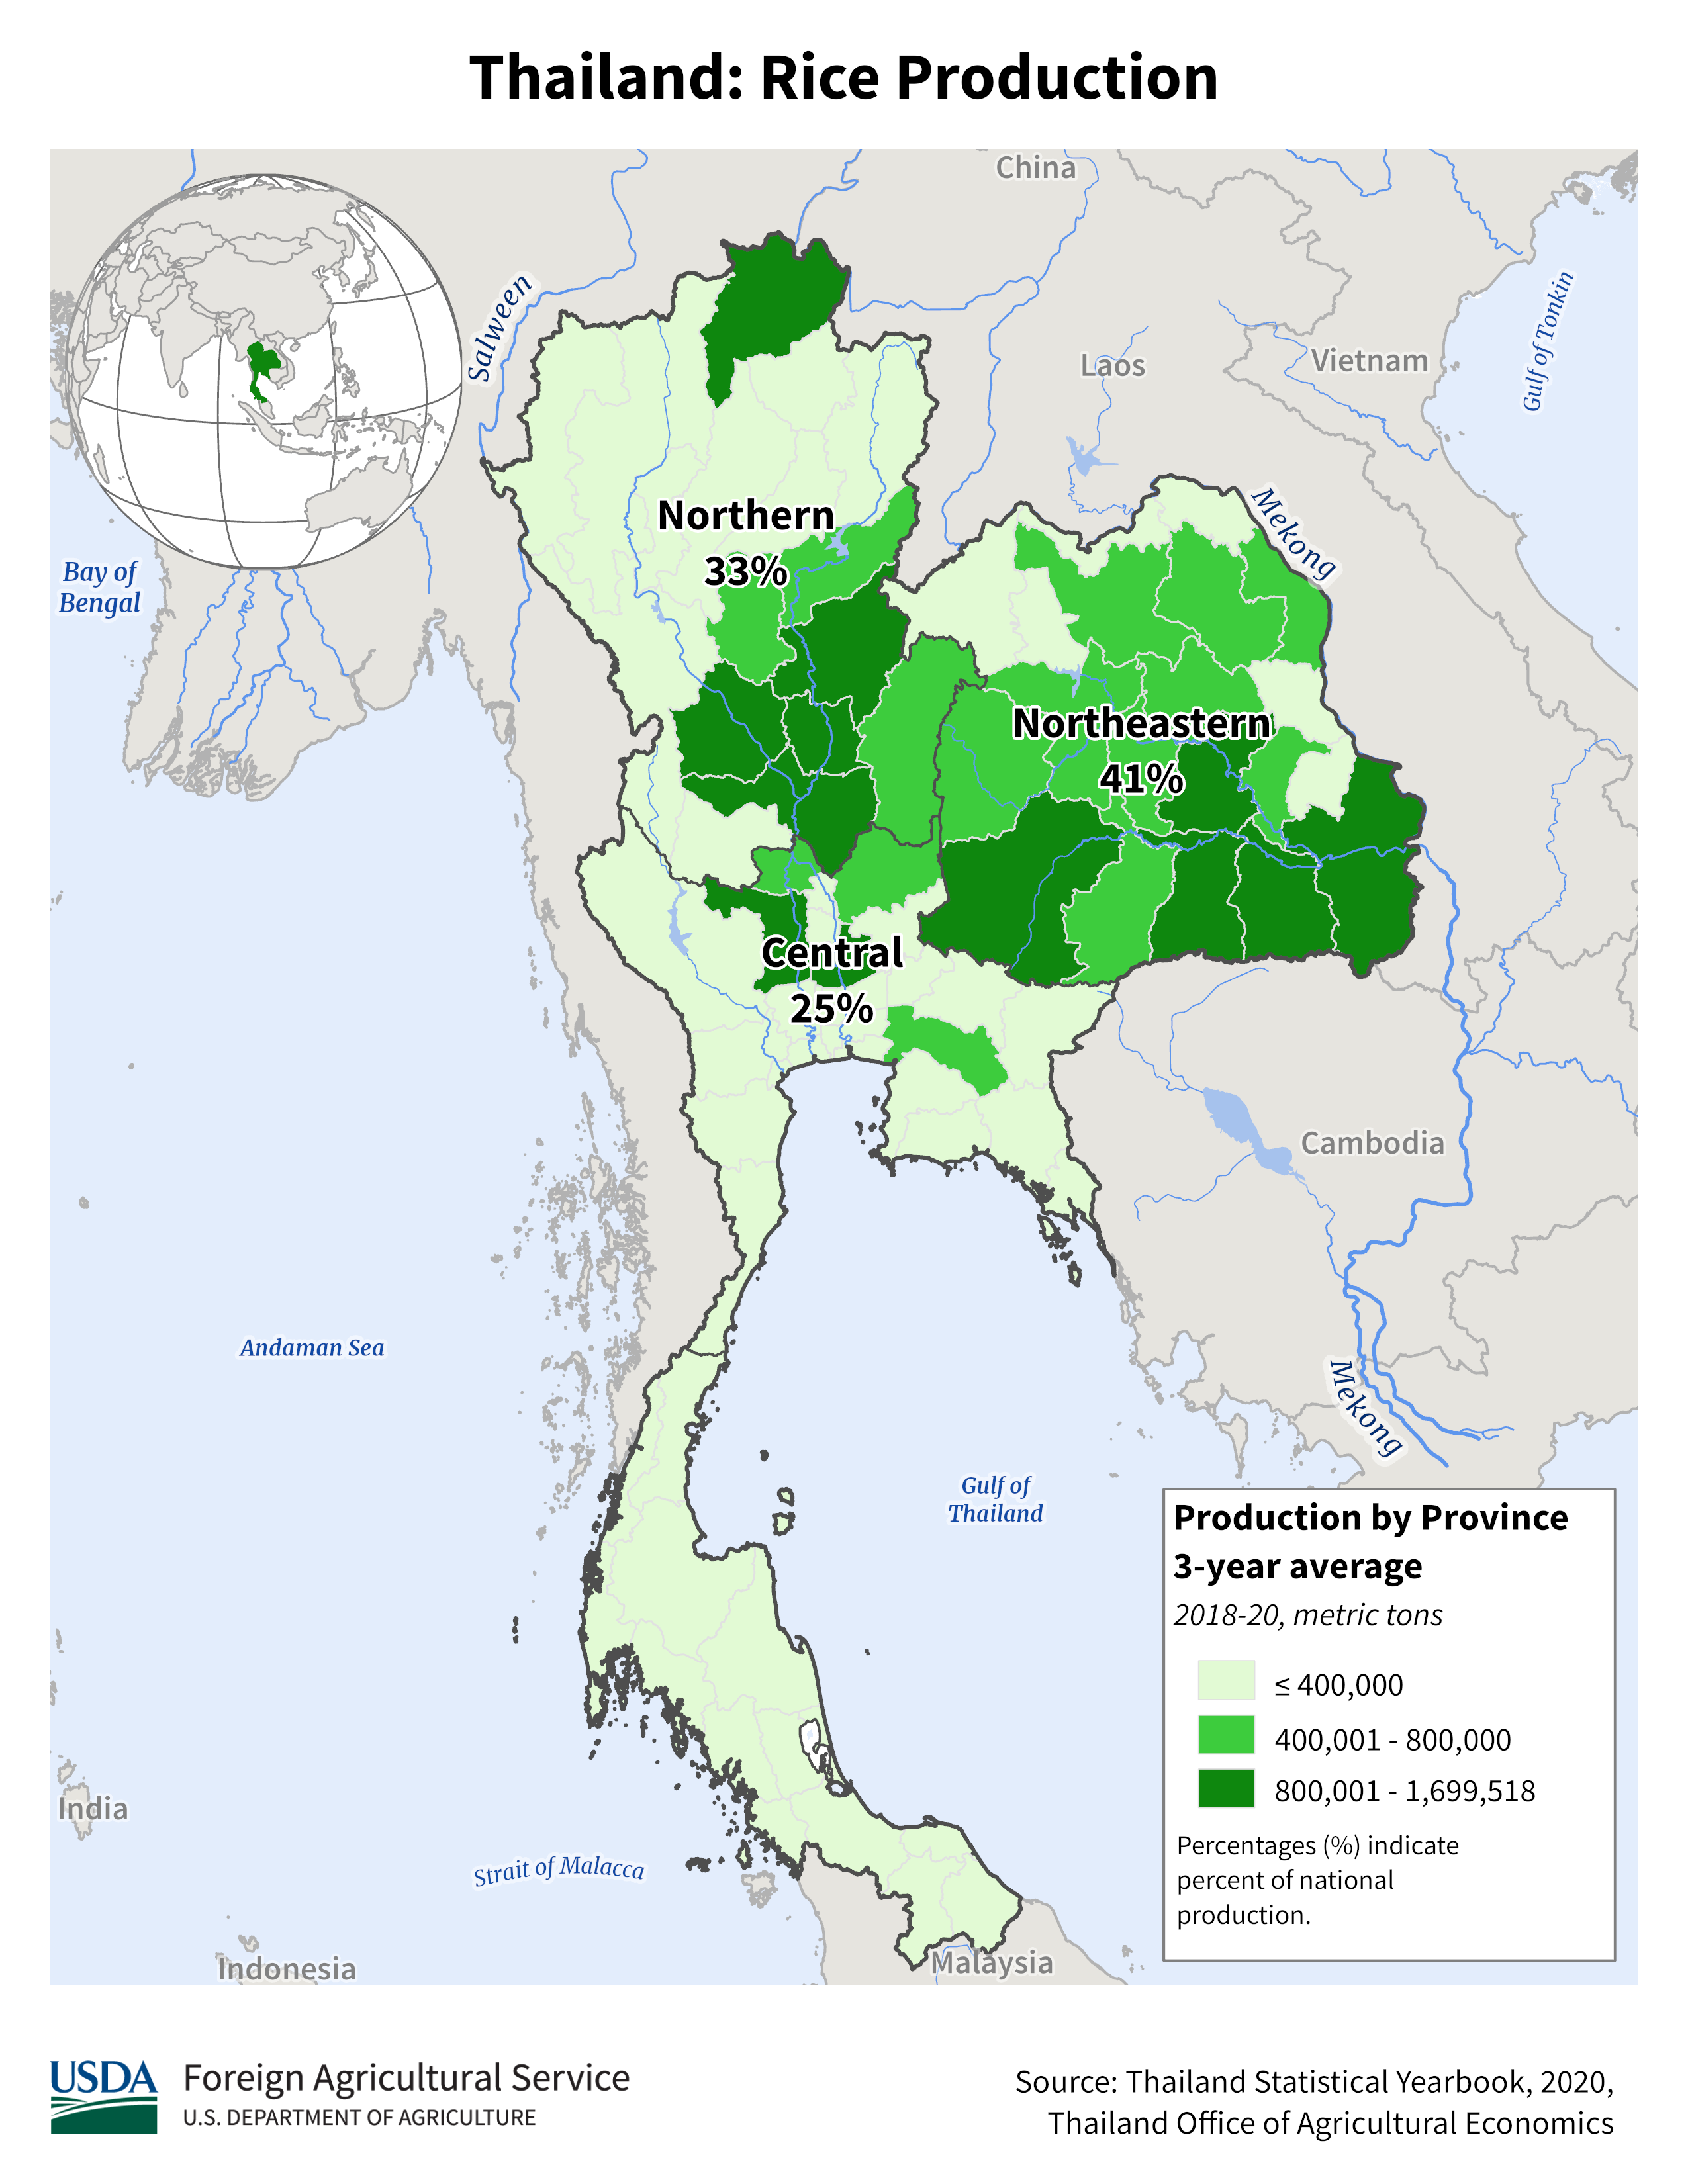 Thailand: Rice Production
China
Salween
Gulf of Tonkin
Laos
Vietnam
Mekong
Northern
33%
Bay of
Bengal
Northeastern
41%
Central
25%
Cambodia
Andaman Sea
Mekong
Gulf of
Thailand
India
Strait of Malacca
Indonesia
Malaysia
Production by Province
3-year average
2018-20, metric tons
≤ 400,000
400,001 - 800,000
800,001 - 1,699,518
Percentages (%) indicate
percent of national
production.
USDA
Foreign Agricultural Service
U.S. DEPARTMENT OF AGRICULTURE
Source: Thailand Statistical Yearbook, 2020,
Thailand Office of Agricultural Economics